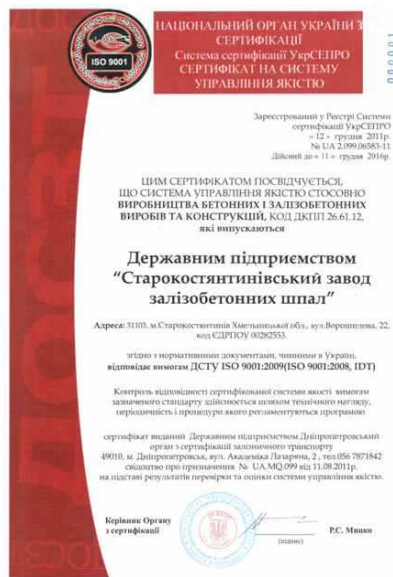 НАЦІОНАЛЬНИЙ ОРГАН УКРАЇНИ З
СЕРТИФІКАЦІЇ
Система сертифікації УкрСЕПРО
СЕРТИФІКАТ НА СИСТЕМУ
УПРАВЛІННЯ ЯКІСТЮ
ISO 9001
Зареєстрований у Реєстрі Системи
сертифікації УкрСЕПРО
« 12 » грудня 2011р.
№ UA 2.099.06583-11
Дійсний до « 11 » грудня 2016р.
ЦИМ СЕРТИФІКАТОМ ПОСВІДЧУЄТЬСЯ,
ЩО СИСТЕМА УПРАВЛІННЯ ЯКІСТЮ СТОСОВНО
ВИРОБНИЦТВА БЕТОННИХ І ЗАЛІЗОБЕТОННИХ
ВИРОБІВ ТА КОНСТРУКЦІЙ, КОД ДКПП 26.61.12,
які випускаються
Державним підприємством
“Старокостянтинівський завод
залізобетонних шпал”
Адреса: 31103, м.Старокостянтинів Хмельницької обл., вул.Ворошилова, 22,
код ЄДРПОУ 00282553.
згідно з нормативними документами, чинними в Україні,
відповідає вимогам ДСТУ ISO 9001:2009(ISO 9001:2008, IDT)
Контроль відповідності сертифікованої системи якості вимогам
зазначеного стандарту здійснюється шляхом технічного нагляду,
періодичність і процедури якого регламентуються програмою
сертифікат виданий Державним підприємством Дніпропетровський
орган з сертифікації залізничного транспорту
49010, м. Дніпропетровськ, вул. Академіка Лазаряна, 2 , тел.056 7871842
свідоцтво про призначення № UA.MQ.099 від 11.08.2011р.
на підставі результатів перевірки та оцінки системи управління якістю.
Керівник Органу
з сертифікації
(підпис)
Р.С. Мицко